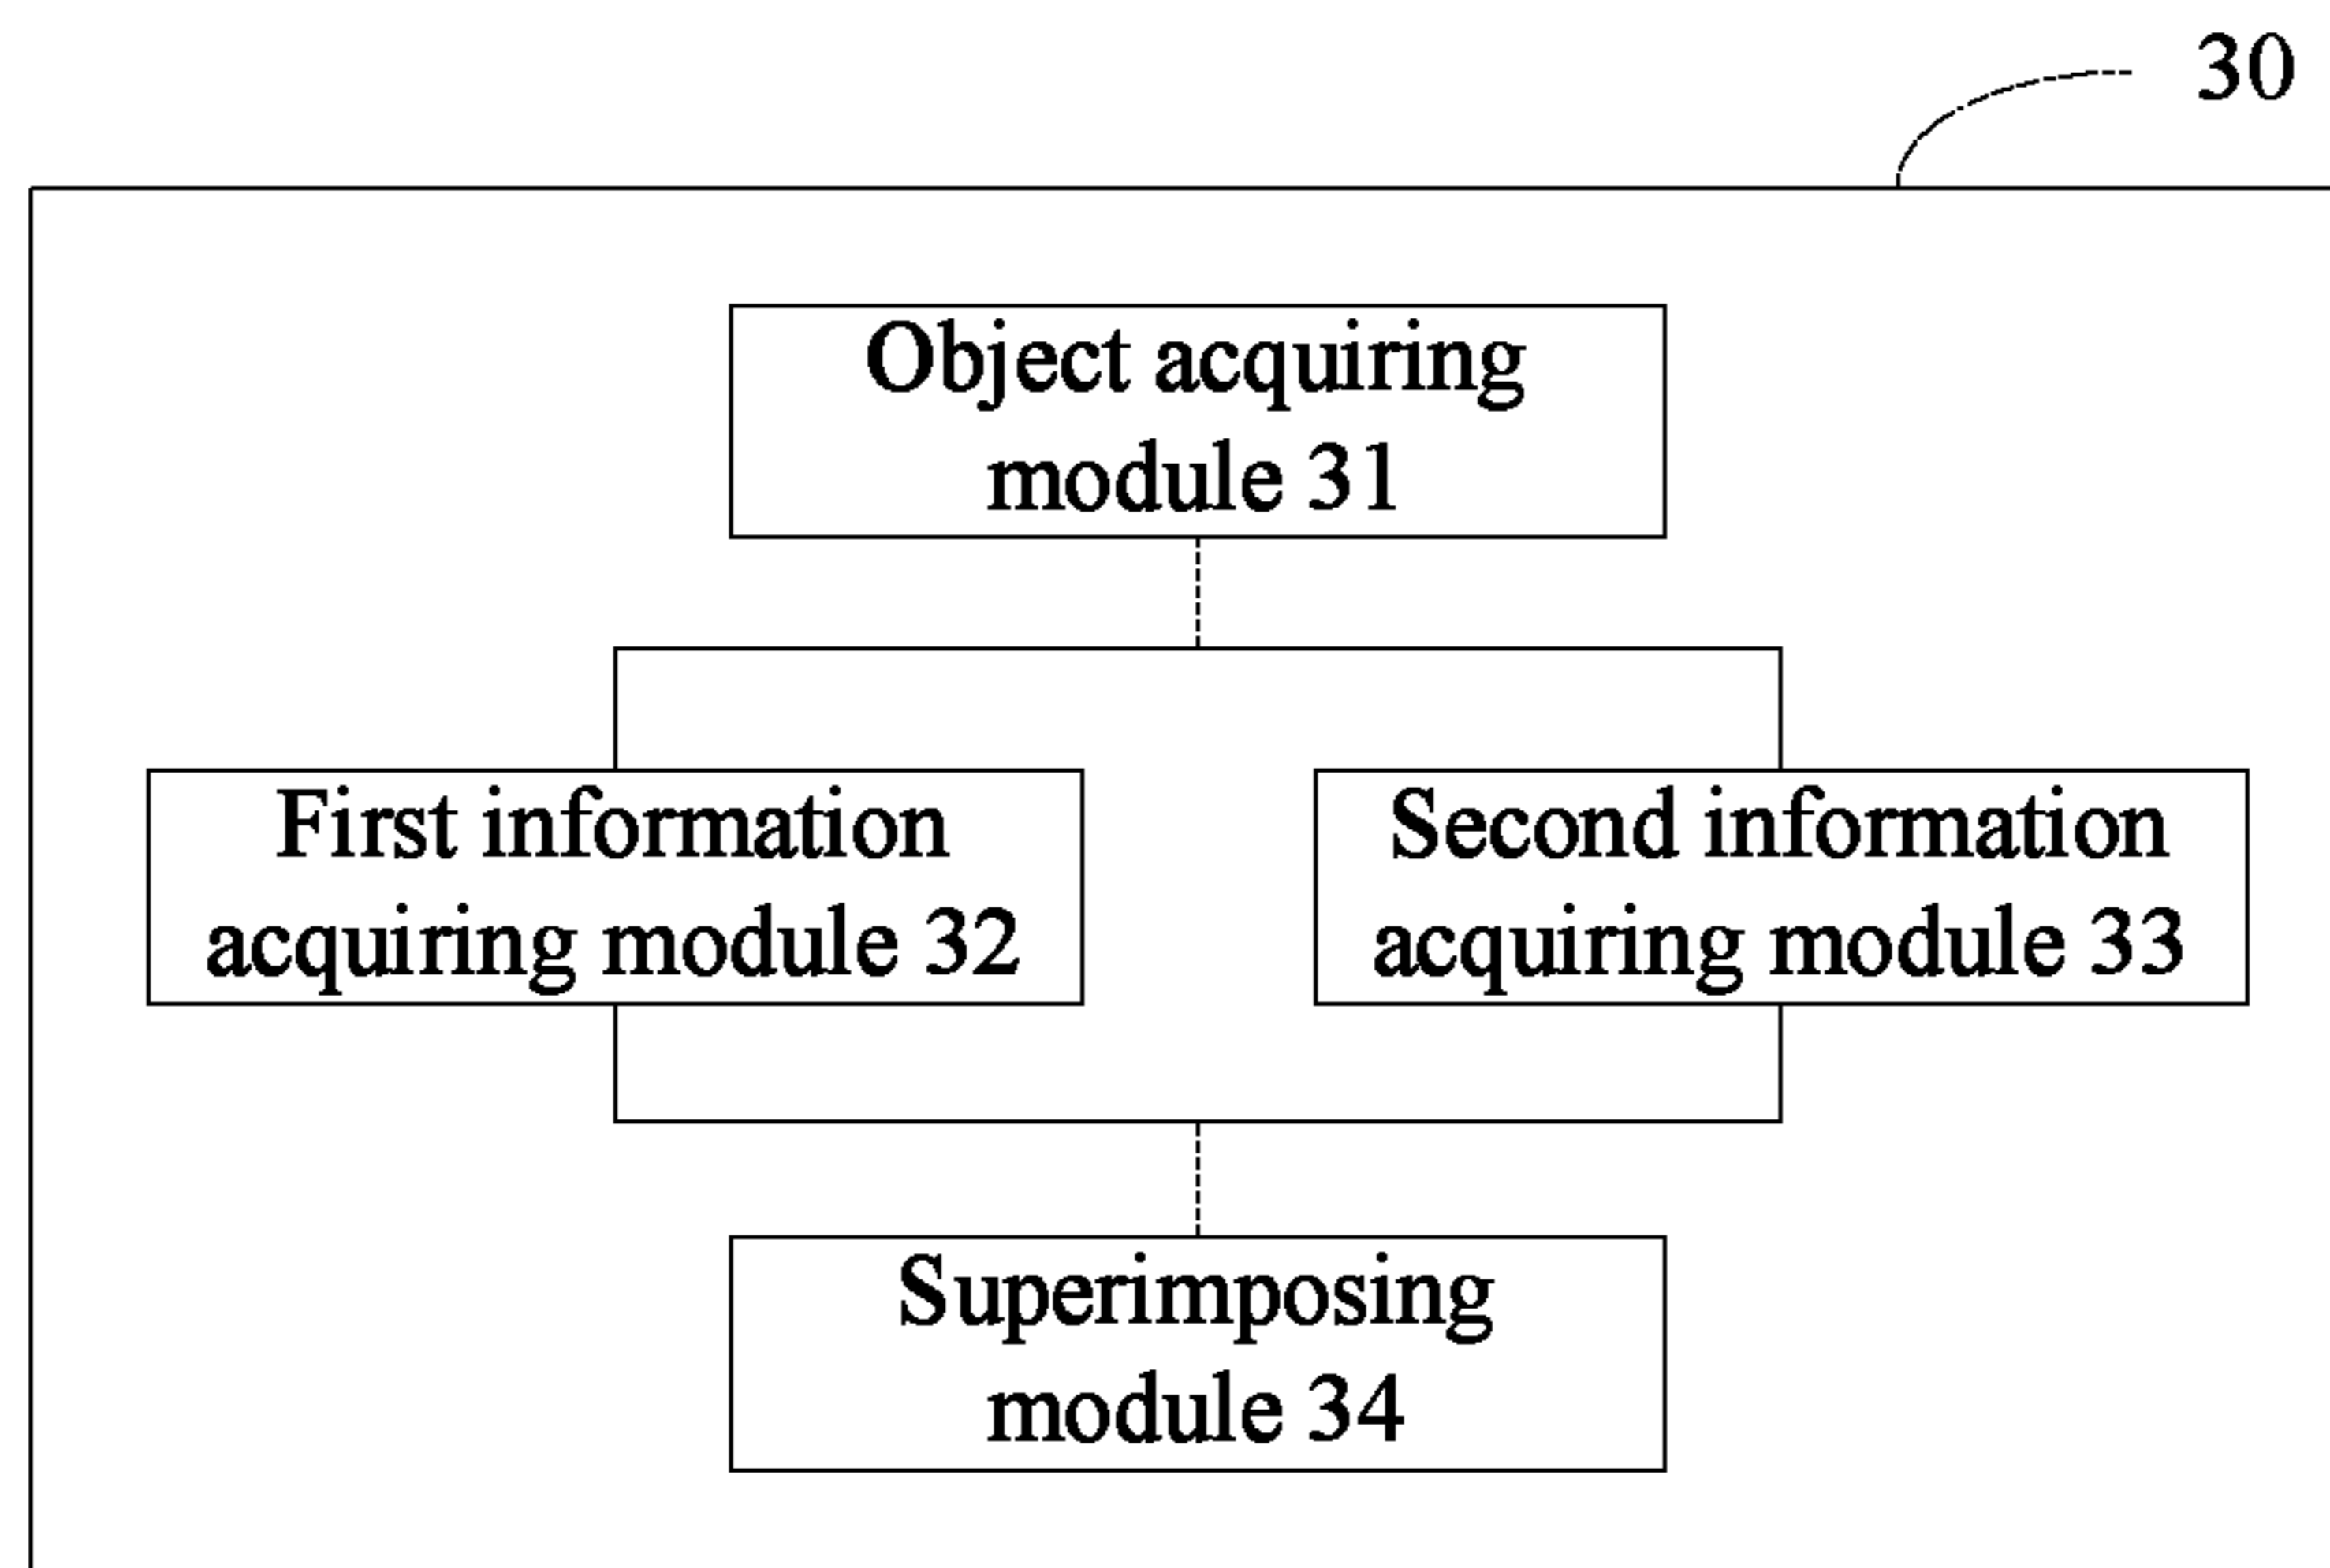 30
Object acquiring
module 31
First information
acquiring module 32
Second information
acquiring module 33
Superimposing
module 34